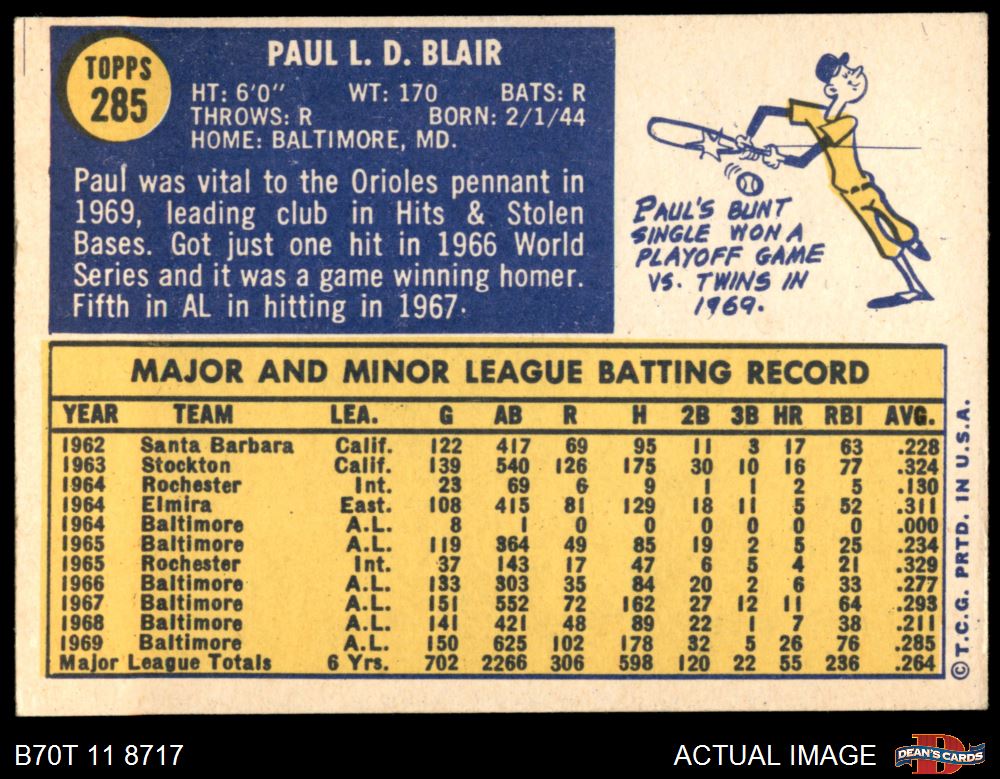 TOPPS
285
PAUL L. D. BLAIR
HT: 6'0" WT: 170 BATS: R
THROWS: R BORN: 2/1/44
HOME: BALTIMORE, MD.
Paul was vital to the Orioles pennant in
1969, leading club in Hits & Stolen
Bases. Got just one hit in 1966 World
Series and it was a game winning homer.
Fifth in AL in hitting in 1967.
PAUL'S BUNT
SINGLE WON A
PLAYOFF GAME
VS. TWINS IN
1969.
MAJOR AND MINOR LEAGUE BATTING RECORD
YEAR TEAM LEA. G AB R H 2B 3B HR RBI AVG.
1962 Santa Barbara Calif. 122 417 69 95 11 3 17 63 .228
1963 Stockton Calif. 139 540 126 175 30 10 16 77 .324
1964 Rochester Int. 23 69 6 9 1 1 2 5 .130
1964 Elmira East. 108 415 81 129 18 11 5 52 .311
1964 Baltimore A.L. 8 1 0 0 0 0 0 0 .000
1965 Baltimore A.L. 119 364 49 85 19 2 5 25 .234
1965 Rochester Int. 37 143 17 47 6 5 4 21 .329
1966 Baltimore A.L. 133 303 35 84 20 2 6 33 .277
1967 Baltimore A.L. 151 552 72 162 27 12 11 64 .293
1968 Baltimore A.L. 141 421 48 89 22 1 7 38 .211
1969 Baltimore A.L. 150 625 102 178 32 5 26 76 .285
Major League Totals 6 Yrs. 702 2266 306 598 120 22 55 236 .264
© T.C.G. PRTD. IN U.S.A.
B70T 11 8717
ACTUAL IMAGE
D
DEAN'S CARDS